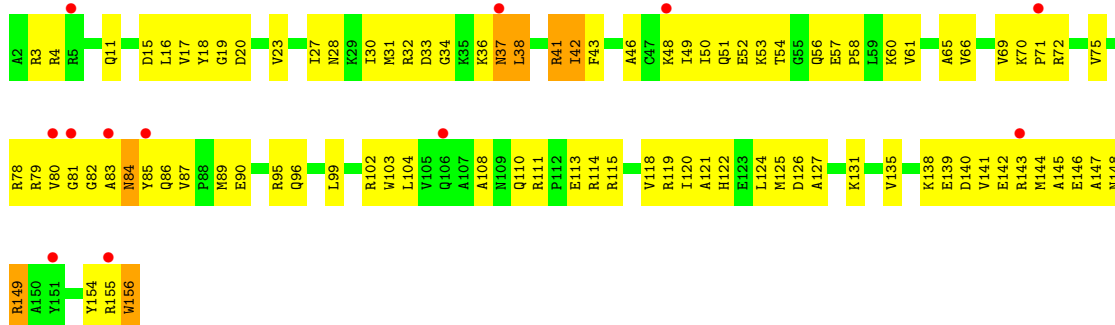 A2 R3 R4 R5 Q11 D15 L16 V17 Y18 G19 D20 V23 I27 N28 K29 I30 M31 R32 D33 G34 K35 K36 N37 L38 R41 I42 F43 A46 C47 K48 I49 I50 Q51 E52 K53 T54 G55 Q56 E57 P58 L59 K60 V61 A65 V66 V69 K70 P71 R72 V75
R78 R79 V80 G81 G82 A83 N84 Y85 Q86 V87 P88 M89 E90 R95 Q96 L99 R102 W103 L104 V105 Q106 A107 A108 N109 Q110 R111 P112 E113 R114 R115 V118 R119 I120 A121 H122 E123 L124 M125 D126 A127 K131 V135 K138 E139 D140 V141 E142 R143 M144 A145 E146 A147 N148
R149 A150 Y151 Y154 R155 W156